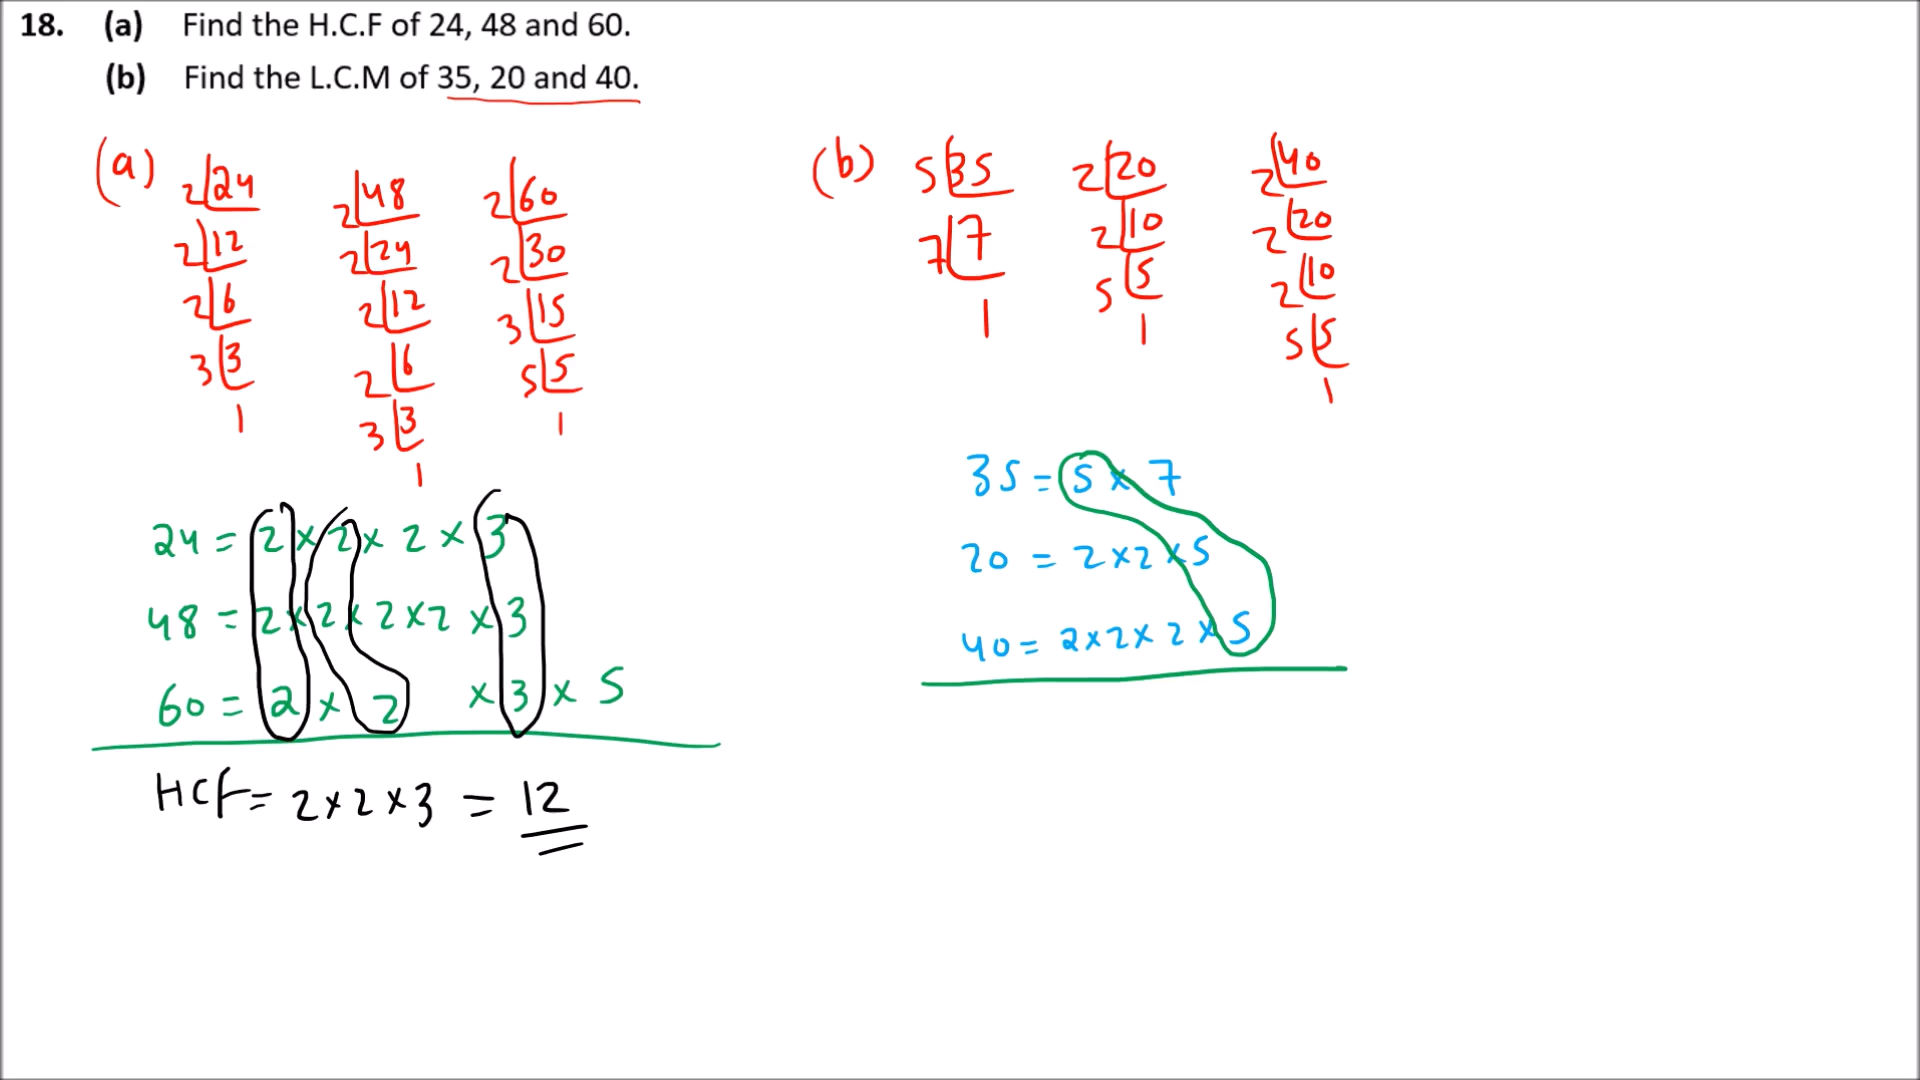 18. (a) Find the H.C.F of 24, 48 and 60.
(b) Find the L.C.M of 35, 20 and 40.
(a)
2 24
2 12
2 6
3 3
1
2 48
2 24
2 12
2 6
3 3
1
2 60
2 30
3 15
5 5
1
24 = 2 × 2 × 2 × 3
48 = 2 × 2 × 2 × 2 × 3
60 = 2 × 2 × 3 × 5
HCF = 2 × 2 × 3 = 12
(b)
5 35
7 7
1
2 20
2 10
5 5
1
2 40
2 20
2 10
5 5
1
35 = 5 × 7
20 = 2 × 2 × 5
40 = 2 × 2 × 2 × 5